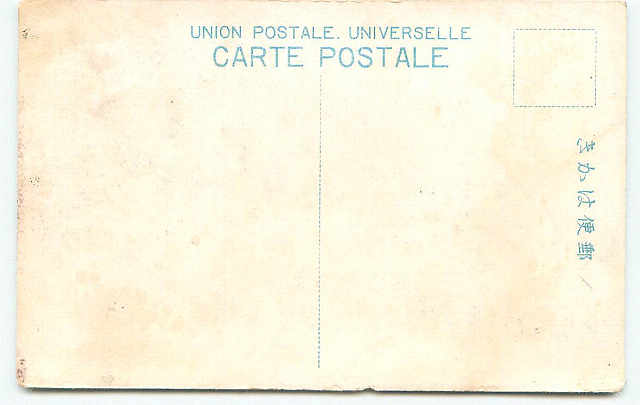 UNION POSTALE. UNIVERSELLE
CARTE POSTALE
郵便はかき